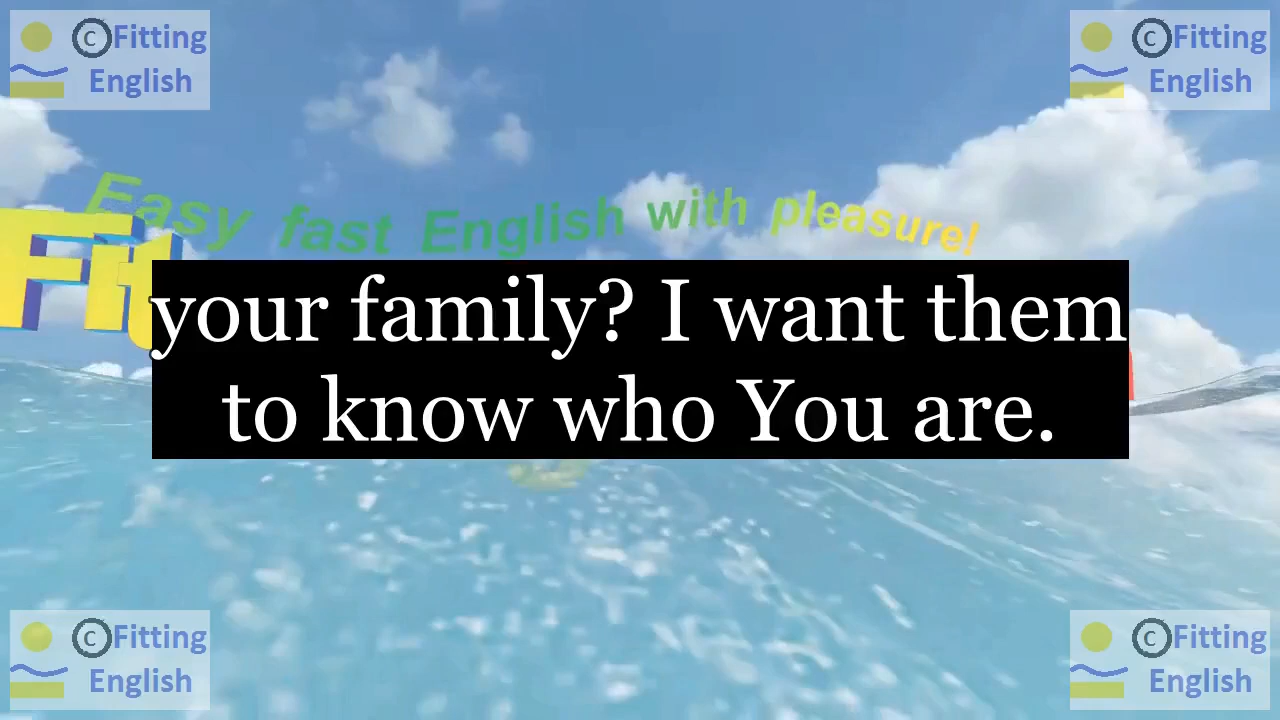 ©Fitting
English
©Fitting
English
Easy fast English with pleasure!
Fit
your family? I want them
to know who You are.
©Fitting
English
©Fitting
English